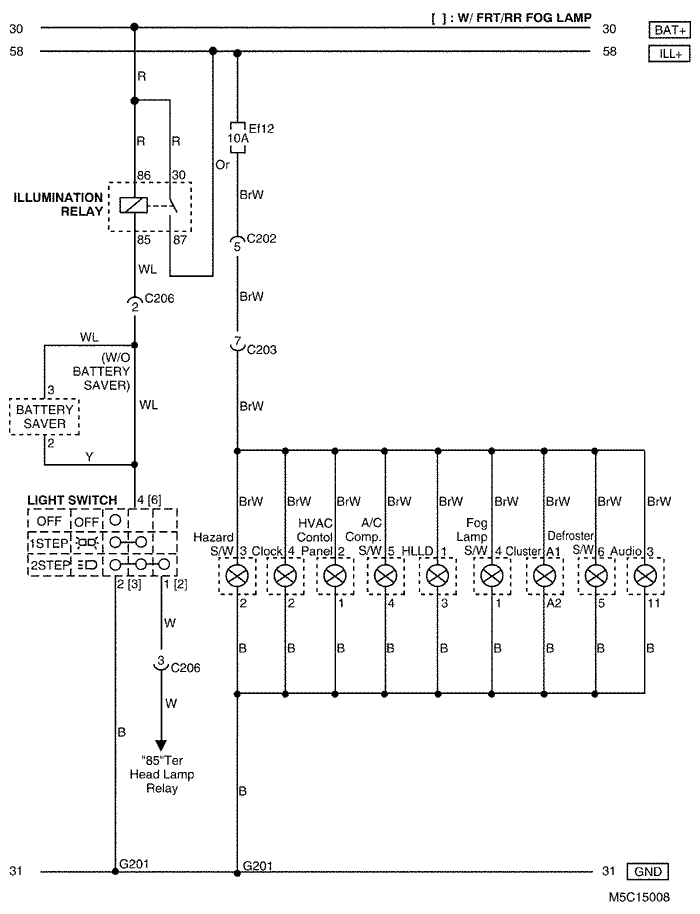 [ ] : W/ FRT/RR FOG LAMP
30 30 BAT+
58 58 ILL+
R
Ef12
10A
R R
Or
86 30
BrW
ILLUMINATION
RELAY
85 87
C202
5
WL
BrW
C206
2
7
C203
WL
(W/O
BATTERY
SAVER)
3
WL
BrW
BATTERY
SAVER
2
Y
LIGHT SWITCH
4 [6]
BrW BrW BrW BrW BrW BrW BrW BrW BrW
OFF OFF
1STEP
2STEP
Hazard
S/W 3
Clock 4
HVAC
Contol
Panel 2
A/C
Comp.
S/W 5
HLLD 1
Fog
Lamp
S/W 4
Cluster A1
Defroster
S/W 6
Audio 3
2 [3] 1 [2]
2 2 1 4 3 1 A2 5 11
W
B B B B B B B B B
3
C206
W
B
"85"Ter
Head Lamp
Relay
B
G201 G201
31 31 GND
M5C15008